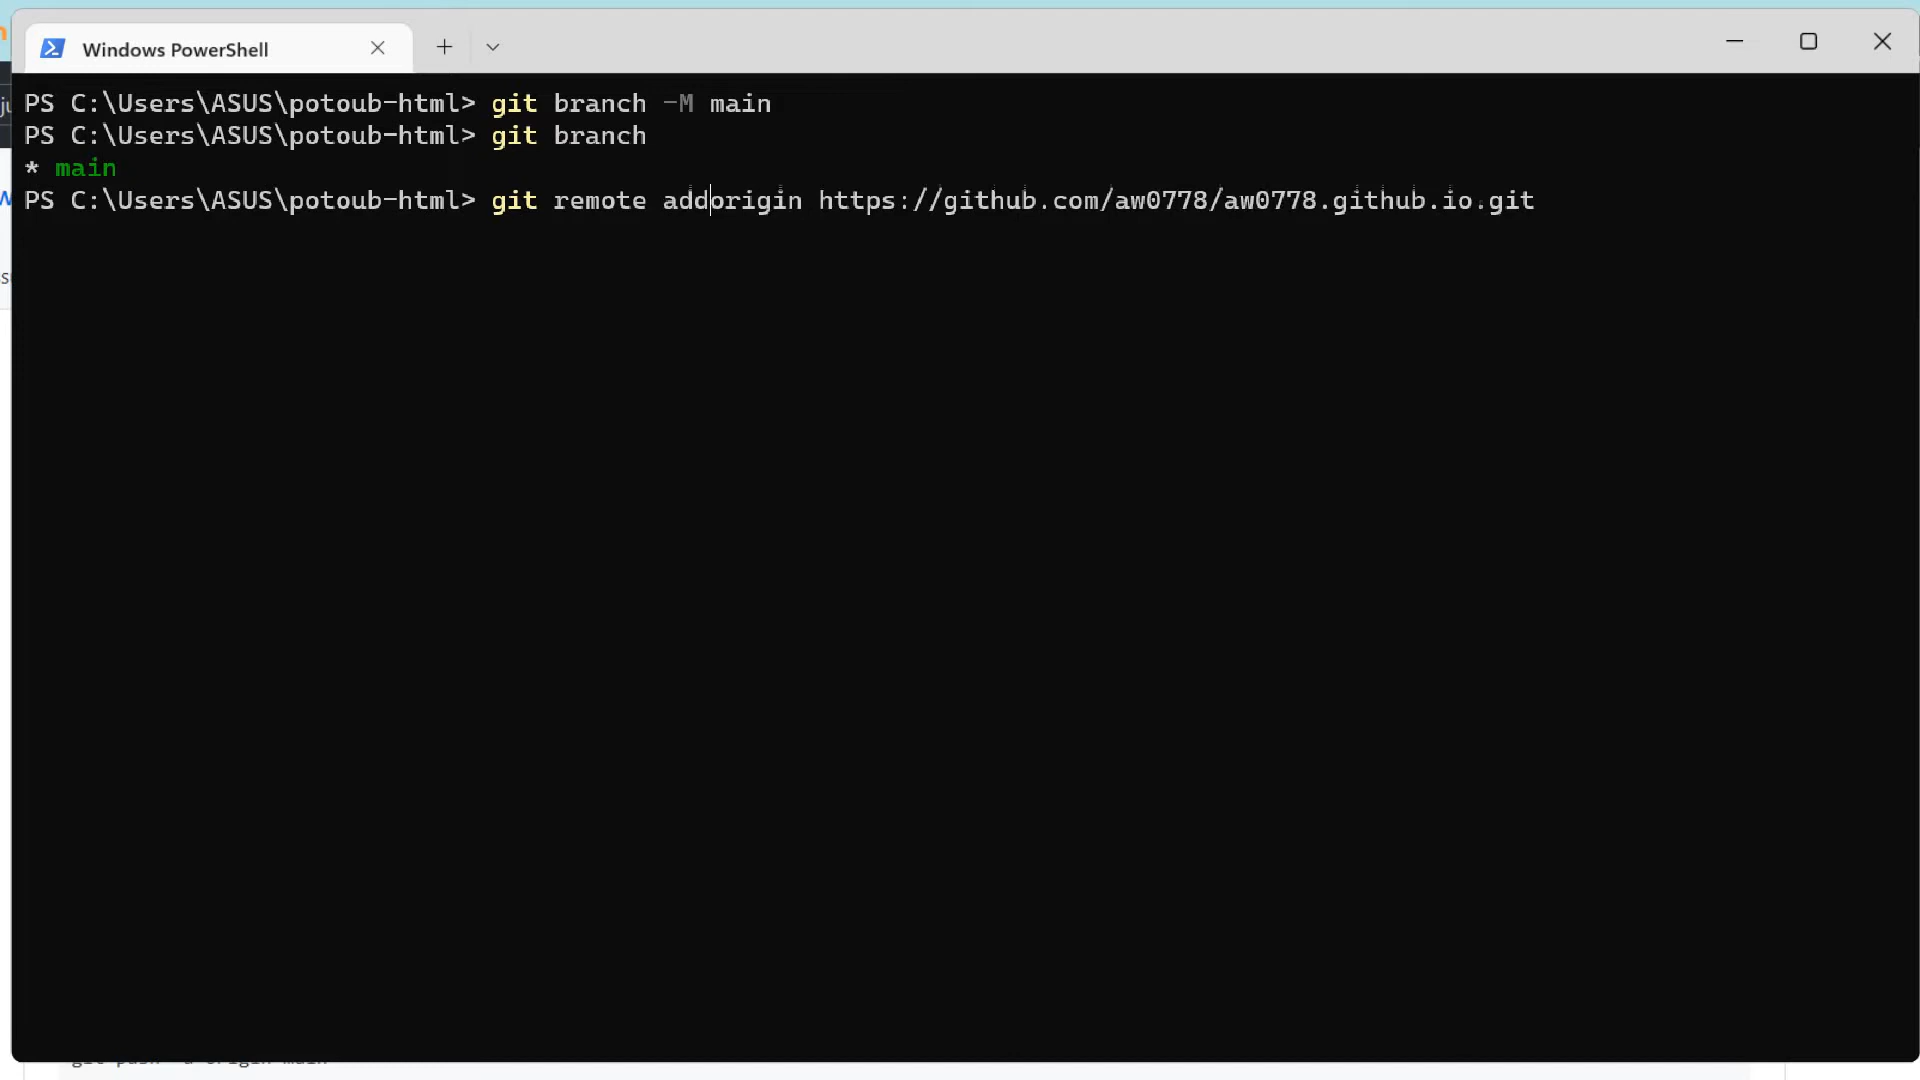 Windows PowerShell
PS C:\Users\ASUS\potoub-html> git branch -M main
PS C:\Users\ASUS\potoub-html> git branch
* main
PS C:\Users\ASUS\potoub-html> git remote addorigin https://github.com/aw0778/aw0778.github.io.git